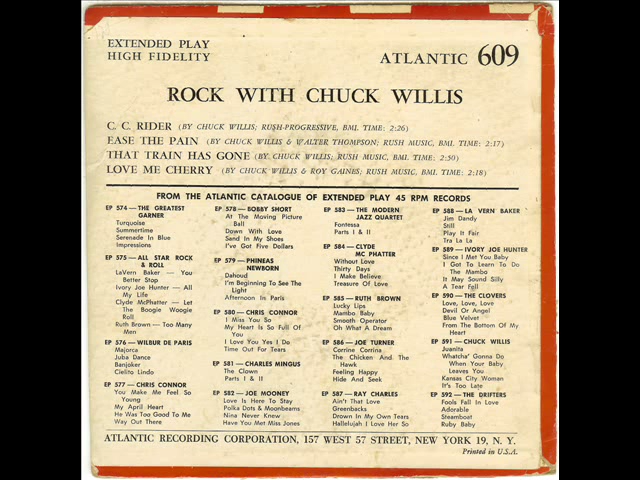 EXTENDED PLAY
HIGH FIDELITY
ATLANTIC 609
ROCK WITH CHUCK WILLIS
C. C. RIDER (BY CHUCK WILLIS; RUSH-PROGRESSIVE, BMI. TIME: 2:26)
EASE THE PAIN (BY CHUCK WILLIS & WALTER THOMPSON; RUSH MUSIC, BMI. TIME: 2:17)
THAT TRAIN HAS GONE (BY CHUCK WILLIS; RUSH MUSIC, BMI. TIME: 2:50)
LOVE ME CHERRY (BY CHUCK WILLIS & ROY GAINES; RUSH MUSIC, BMI. TIME: 2:18)
FROM THE ATLANTIC CATALOGUE OF EXTENDED PLAY 45 RPM RECORDS
EP 574—THE GREATEST
GARNER
Turquoise
Summertime
Serenade In Blue
Impressions
EP 575—ALL STAR ROCK
& ROLL
LaVern Baker — You
Better Stop
Ivory Joe Hunter — All
My Life
Clyde McPhatter — Let
The Boogie Woogie
Roll
Ruth Brown — Too Many
Men
EP 576—WILBUR DE PARIS
Majorca
Juba Dance
Banjoker
Cielito Lindo
EP 577—CHRIS CONNOR
You Make Me Feel So
Young
My April Heart
He Was Too Good To Me
Way Out There
EP 578—BOBBY SHORT
At The Moving Picture
Ball
Down With Love
Send In My Shoes
I've Got Five Dollars
EP 579—PHINEAS
NEWBORN
Dahoud
I'm Beginning To See The
Light
Afternoon In Paris
EP 580—CHRIS CONNOR
I Miss You So
My Heart Is So Full Of
You
I Love You Yes I Do
Time Out For Tears
EP 581—CHARLES MINGUS
The Clown
Parts I & II
EP 582—JOE MOONEY
Love Is Here To Stay
Polka Dots & Moonbeams
Nina Never Knew
Have You Met Miss Jones
EP 583—THE MODERN
JAZZ QUARTET
Fontessa
Parts I & II
EP 584—CLYDE
MC PHATTER
Without Love
Thirty Days
I Make Believe
Treasure Of Love
EP 585—RUTH BROWN
Lucky Lips
Mambo Baby
Smooth Operator
Oh What A Dream
EP 586—JOE TURNER
Corrine Corrina
The Chicken And The
Hawk
Feeling Happy
Hide And Seek
EP 587—RAY CHARLES
Ain't That Love
Greenbacks
Drown In My Own Tears
Hallelujah I Love Her So
EP 588—LA VERN BAKER
Jim Dandy
Still
Play It Fair
Tra La La
EP 589—IVORY JOE HUNTER
Since I Met You Baby
I Got To Learn To Do
The Mambo
It May Sound Silly
A Tear Fell
EP 590—THE CLOVERS
Love, Love, Love
Devil Or Angel
Blue Velvet
From The Bottom Of My
Heart
EP 591—CHUCK WILLIS
Juanita
Whatcha' Gonna Do
When Your Baby
Leaves You
Kansas City Woman
It's Too Late
EP 592—THE DRIFTERS
Fools Fall In Love
Adorable
Steamboat
Ruby Baby
ATLANTIC RECORDING CORPORATION, 157 WEST 57 STREET, NEW YORK 19, N. Y.
Printed in U.S.A.